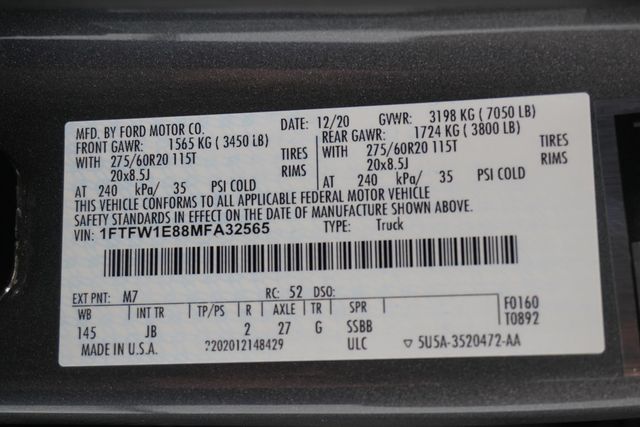 MFD. BY FORD MOTOR CO. DATE: 12/20 GVWR: 3198 KG ( 7050 LB)
FRONT GAWR: 1565 KG ( 3450 LB) REAR GAWR: 1724 KG ( 3800 LB)
WITH 275/60R20 115T TIRES WITH 275/60R20 115T TIRES
20x8.5J RIMS 20x8.5J RIMS
AT 240 kPa/ 35 PSI COLD AT 240 kPa/ 35 PSI COLD
THIS VEHICLE CONFORMS TO ALL APPLICABLE FEDERAL MOTOR VEHICLE
SAFETY STANDARDS IN EFFECT ON THE DATE OF MANUFACTURE SHOWN ABOVE.
VIN: 1FTFW1E88MFA32565 TYPE: Truck
EXT PNT: M7 RC: 52 DSO:
WB INT TR TP/PS R AXLE TR SPR F0160
145 JB 2 27 G SSBB T0892
MADE IN U.S.A. ?202012148429 ULC ▽ 5U5A-3520472-AA